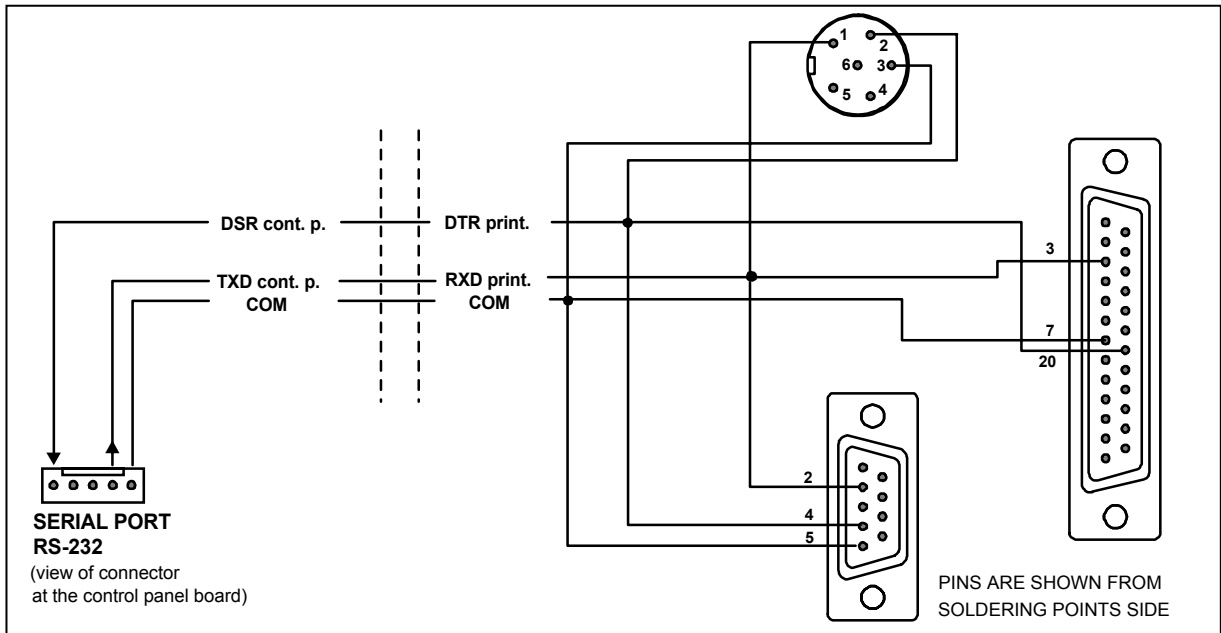 1
2
6
3
5
4
DSR cont. p.
DTR print.
TXD cont. p.
RXD print.
COM
COM
3
7
20
2
4
5
SERIAL PORT
RS-232
(view of connector
at the control panel board)
PINS ARE SHOWN FROM
SOLDERING POINTS SIDE